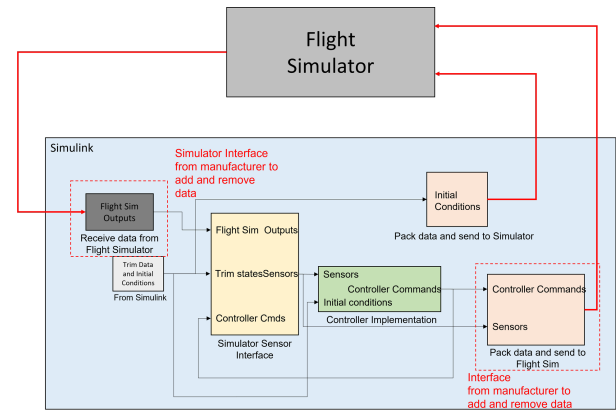 Flight
Simulator
Simulink
Simulator Interface
from manufacturer to
add and remove
data
Flight Sim
Outputs
Receive data from
Flight Simulator
Trim Data
and Initial
Conditions
From Simulink
Flight Sim Outputs
Trim statesSensors
Controller Cmds
Simulator Sensor
Interface
Initial
Conditions
Pack data and send to Simulator
Sensors
Controller Commands
Initial conditions
Controller Implementation
Controller Commands
Sensors
Pack data and send to
Flight Sim
Interface
from manufacturer to
add and remove data